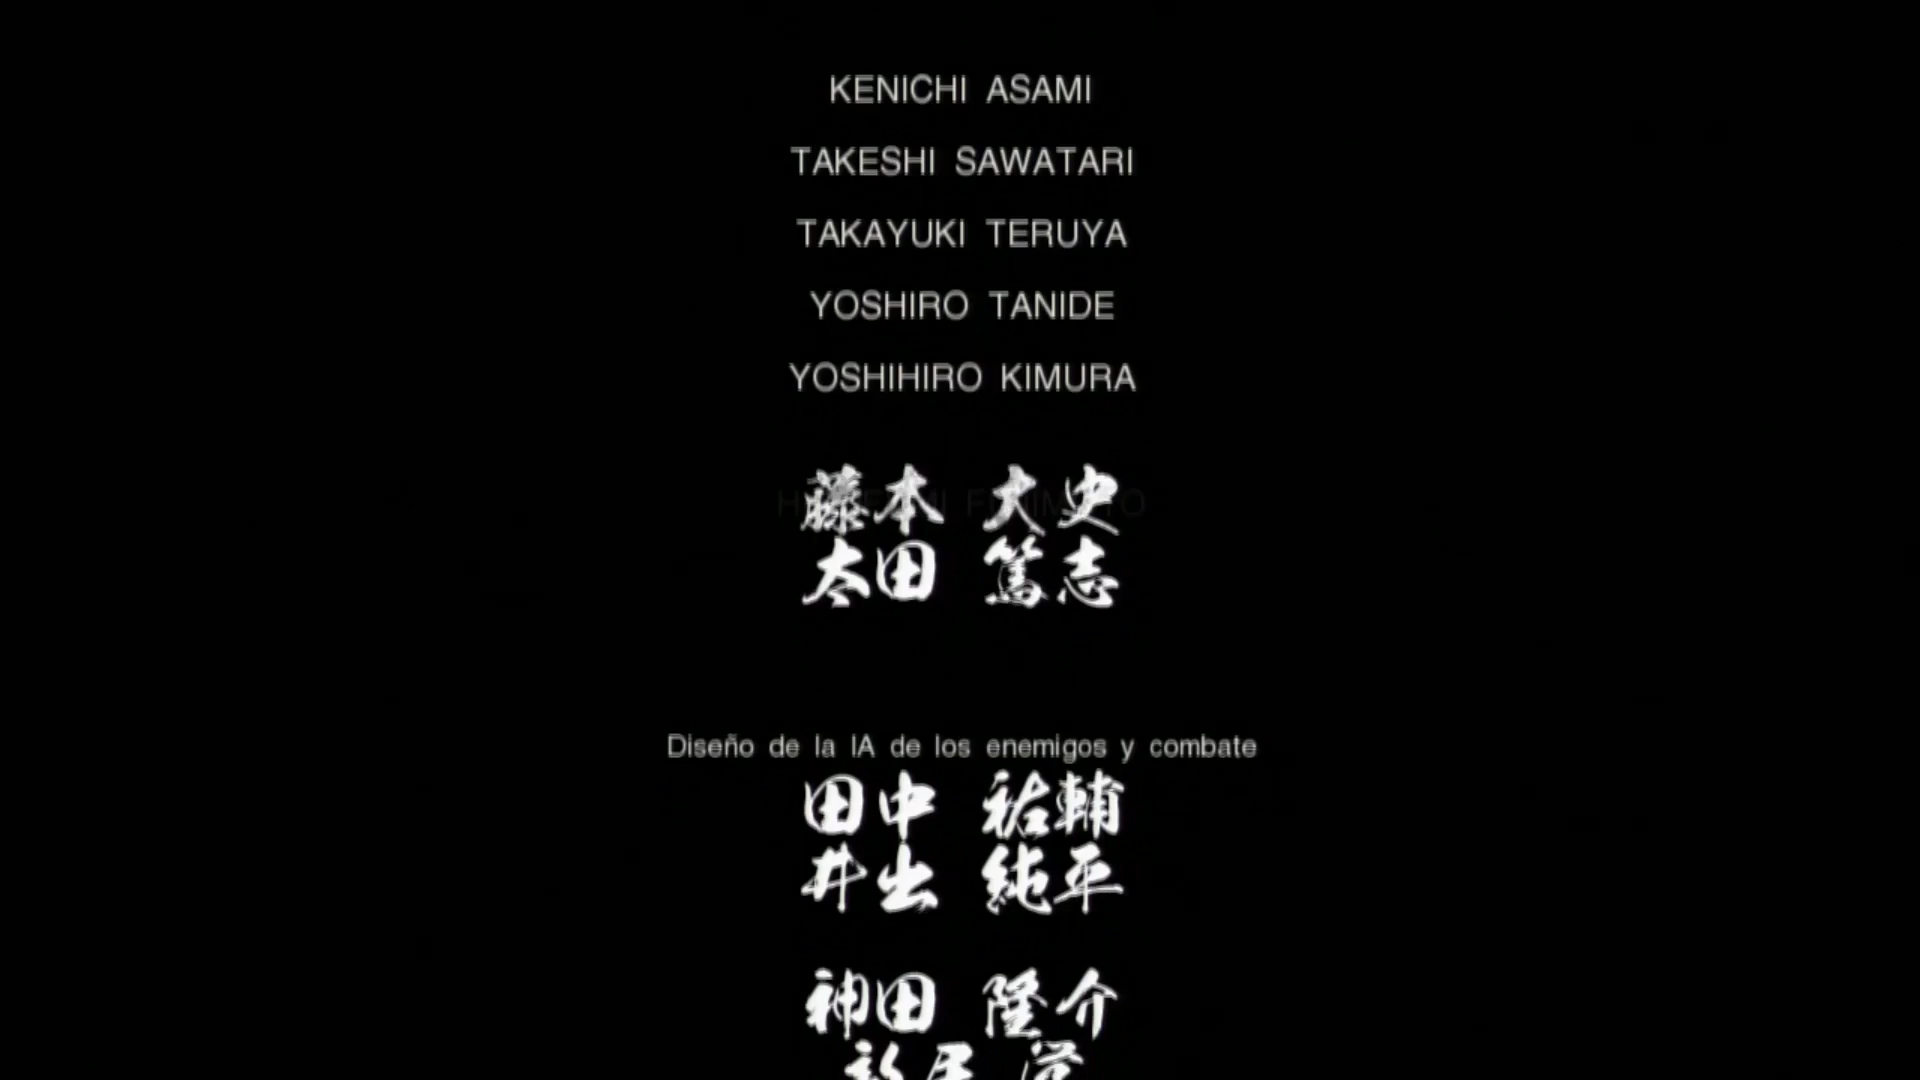 KENICHI ASAMI
TAKESHI SAWATARI
TAKAYUKI TERUYA
YOSHIRO TANIDE
YOSHIHIRO KIMURA
藤本 大史
太田 篤志
Diseño de la IA de los enemigos y combate
田中 祐輔
井出 純平
神田 隆介